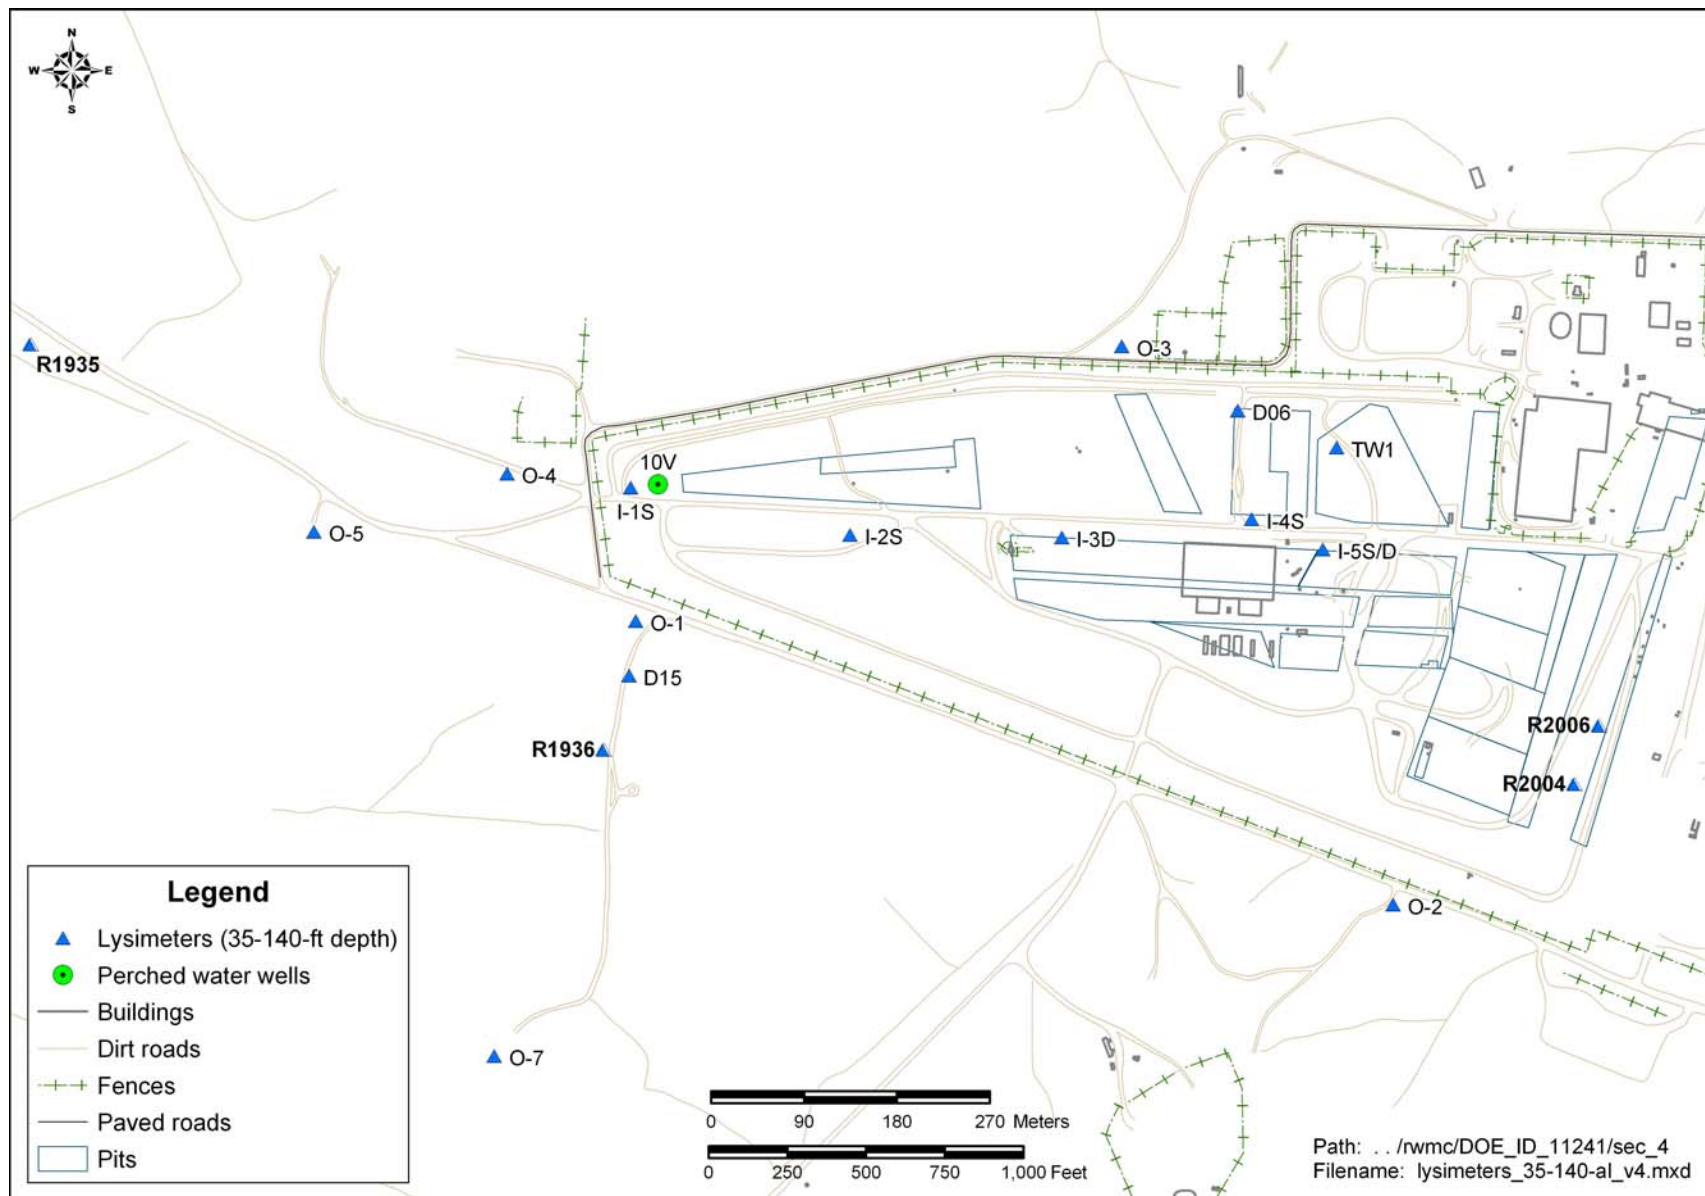 N
W E
S
O-3
R1935
D06
TW1
10V
O-4
I-1S
I-4S
O-5
I-2S
I-3D
I-5S/D
O-1
D15
R2006
R1936
R2004
O-2
O-7
Legend
Lysimeters (35-140-ft depth)
Perched water wells
Buildings
Dirt roads
Fences
Paved roads
Pits
0 90 180 270 Meters
0 250 500 750 1,000 Feet
Path: . . /rwmc/DOE_ID_11241/sec_4
Filename: lysimeters_35-140-al_v4.mxd